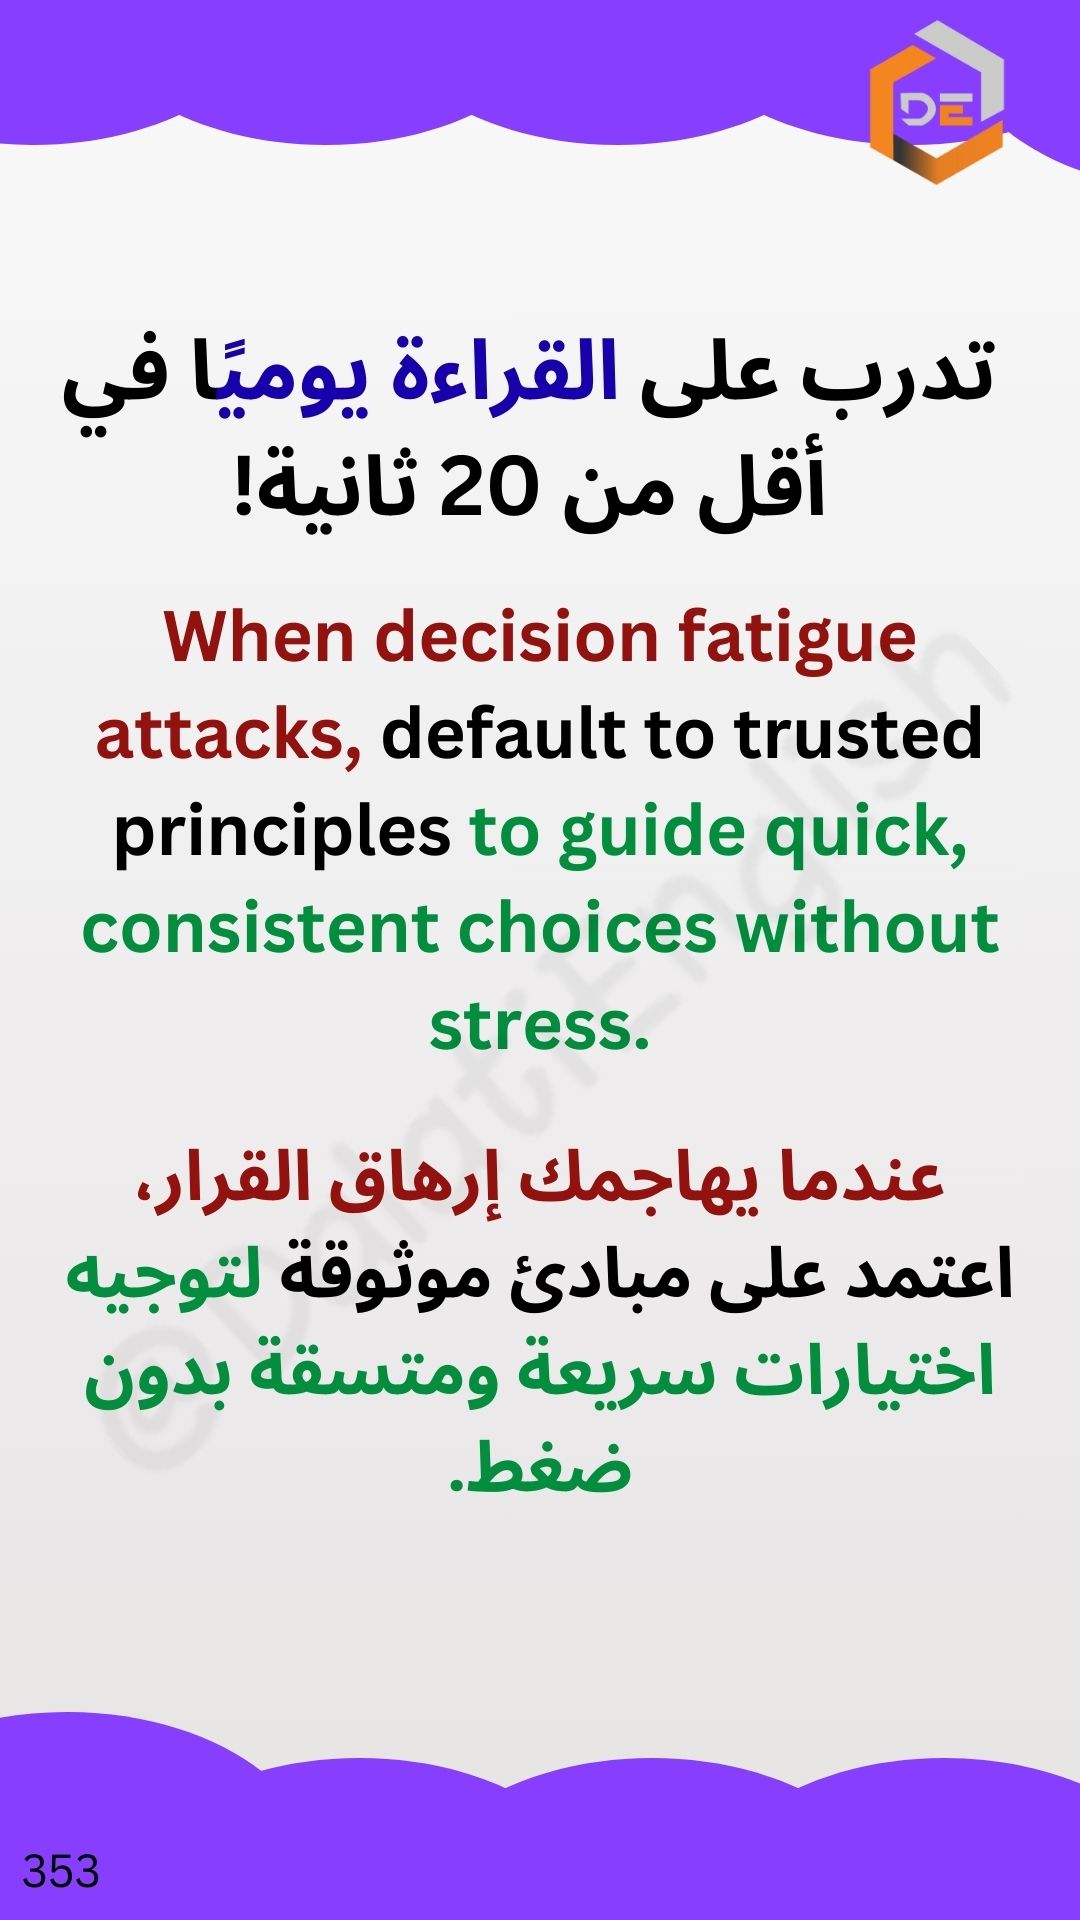 DE
تدرب على القراءة يوميًا في
أقل من 20 ثانية!
When decision fatigue
attacks, default to trusted
principles to guide quick,
consistent choices without
stress.
عندما يهاجمك إرهاق القرار،
اعتمد على مبادئ موثوقة لتوجيه
اختيارات سريعة ومتسقة بدون
ضغط.
@DalatEnglish
353